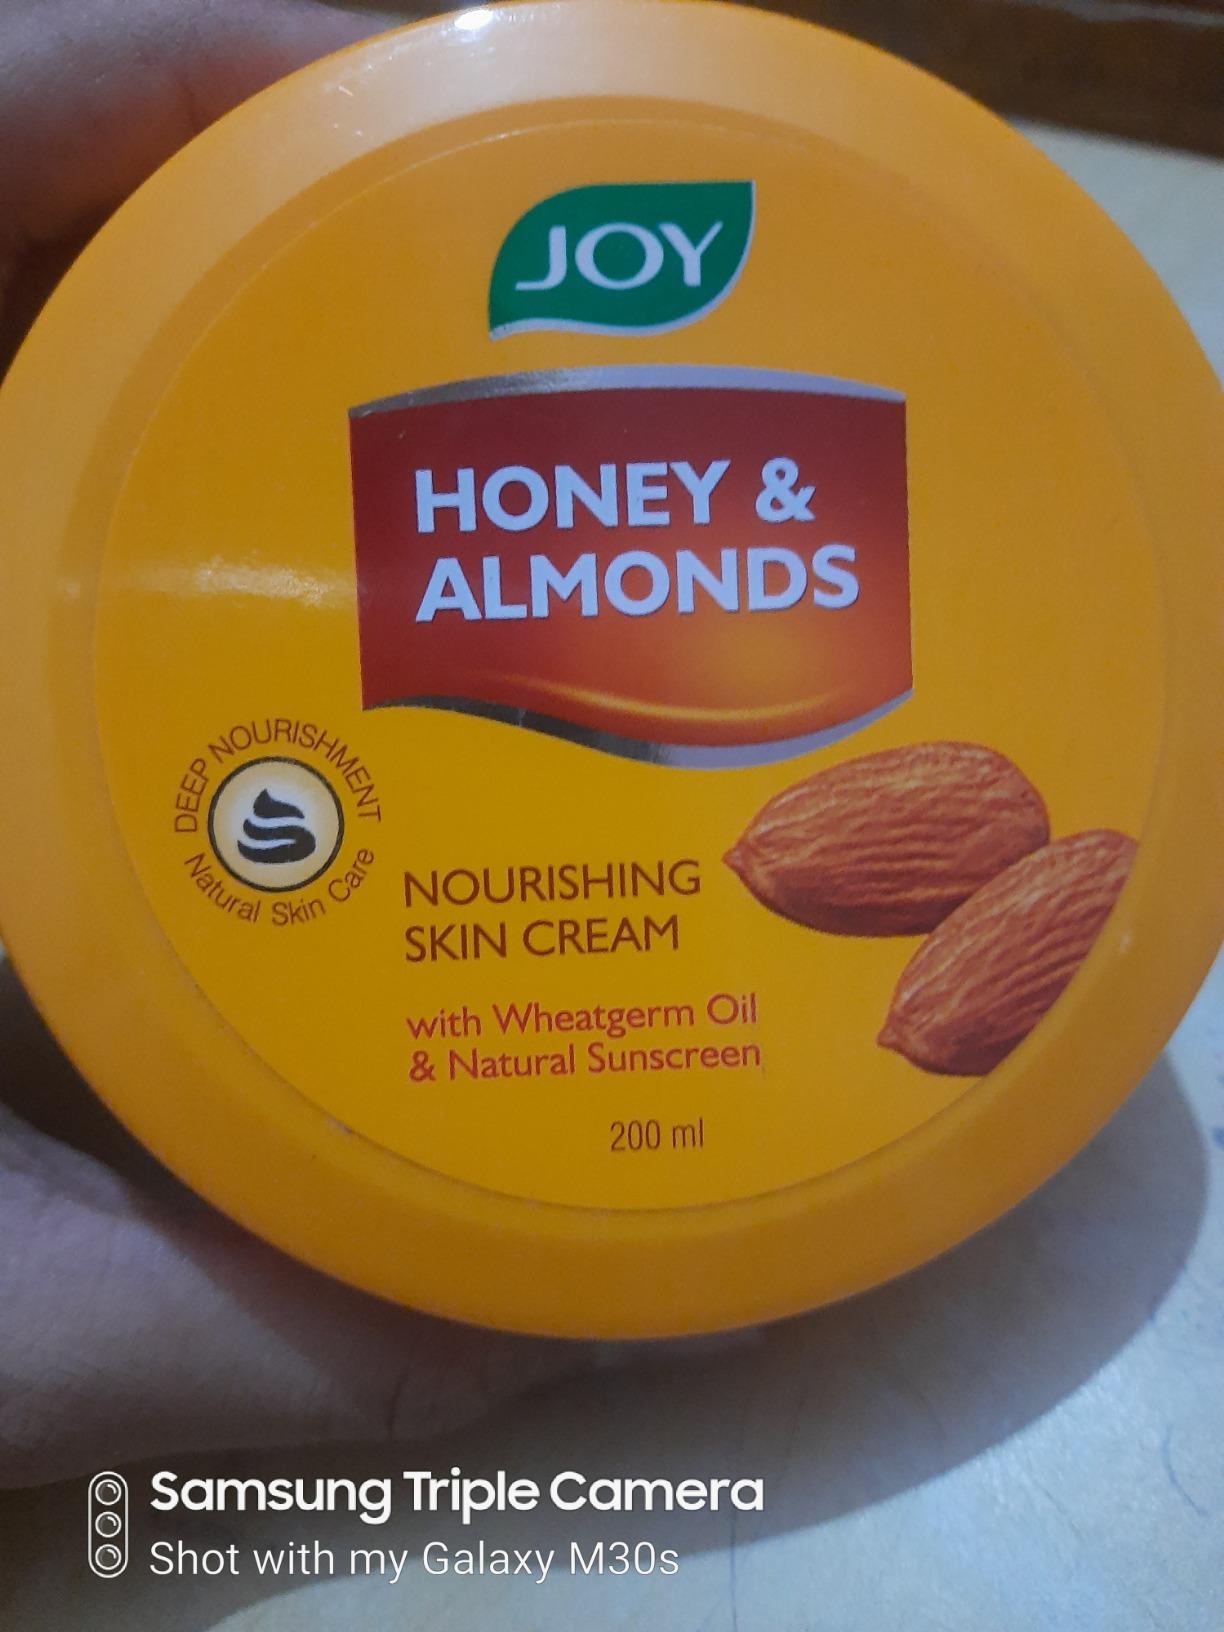 JOY
HONEY &
ALMONDS
DEEP NOURISHMENT
Natural Skin Care
NOURISHING
SKIN CREAM
with Wheatgerm Oil
& Natural Sunscreen
200 ml
Samsung Triple Camera
Shot with my Galaxy M30s